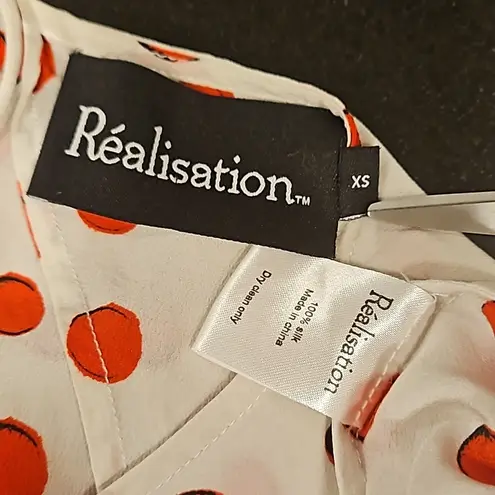 Réalisation™
XS
Réalisation
100% silk
Made in china
Dry clean only